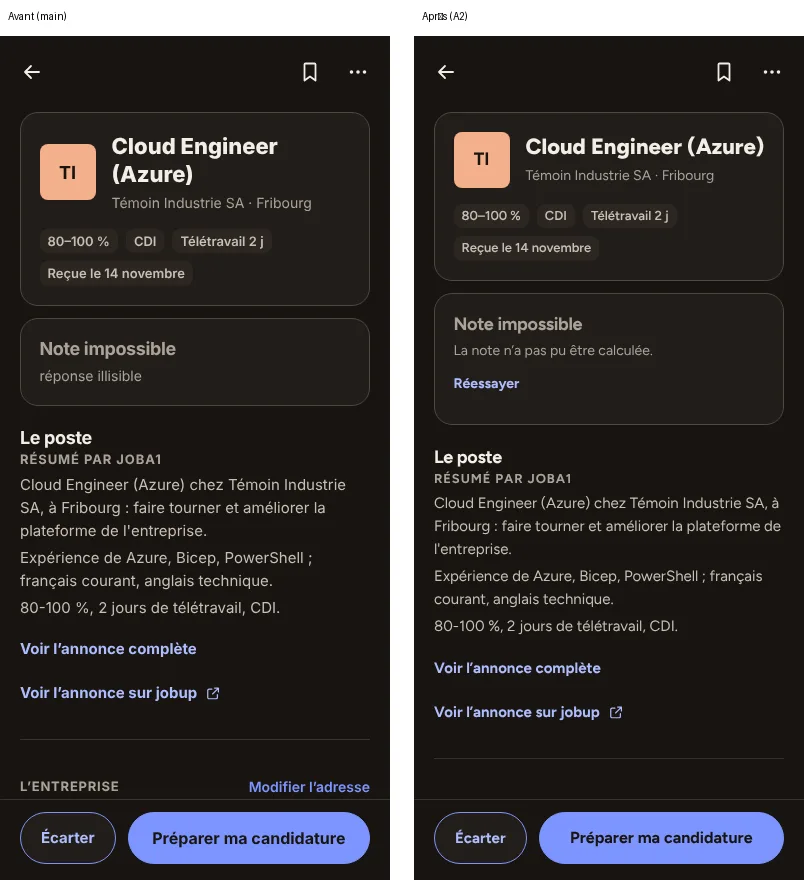 Avant (main)
TI
Cloud Engineer
(Azure)
Témoin Industrie SA · Fribourg
80–100 %
CDI
Télétravail 2 j
Reçue le 14 novembre
Note impossible
réponse illisible
Le poste
RÉSUMÉ PAR JOBA1
Cloud Engineer (Azure) chez Témoin Industrie
SA, à Fribourg : faire tourner et améliorer la
plateforme de l'entreprise.
Expérience de Azure, Bicep, PowerShell ;
français courant, anglais technique.
80-100 %, 2 jours de télétravail, CDI.
Voir l’annonce complète
Voir l’annonce sur jobup
L’ENTREPRISE
Modifier l’adresse
Écarter
Préparer ma candidature
(A2)
TI
Cloud Engineer (Azure)
Témoin Industrie SA · Fribourg
80–100 %
CDI
Télétravail 2 j
Reçue le 14 novembre
Note impossible
La note n’a pas pu être calculée.
Réessayer
Le poste
RÉSUMÉ PAR JOBA1
Cloud Engineer (Azure) chez Témoin Industrie SA, à
Fribourg : faire tourner et améliorer la plateforme de
l'entreprise.
Expérience de Azure, Bicep, PowerShell ; français
courant, anglais technique.
80-100 %, 2 jours de télétravail, CDI.
Voir l’annonce complète
Voir l’annonce sur jobup
Écarter
Préparer ma candidature